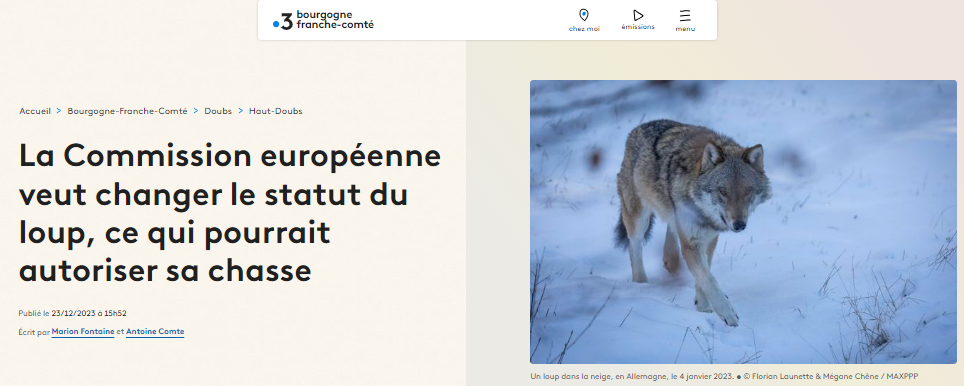 3 bourgogne
franche-comté
chez moi
émissions
menu
Accueil > Bourgogne-Franche-Comté > Doubs > Haut-Doubs
La Commission européenne
veut changer le statut du
loup, ce qui pourrait
autoriser sa chasse
Publié le 23/12/2023 à 15h52
Écrit par Marion Fontaine et Antoine Comte
Un loup dans la neige, en Allemagne, le 4 janvier 2023. • © Florian Launette & Mégane Chêne / MAXPPP